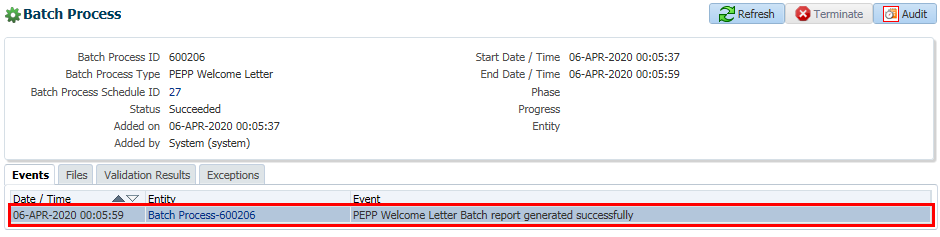 Batch Process
Refresh Terminate Audit
Batch Process ID 600206 Start Date / Time 06-APR-2020 00:05:37
Batch Process Type PEPP Welcome Letter End Date / Time 06-APR-2020 00:05:59
Batch Process Schedule ID 27 Phase
Status Succeeded Progress
Added on 06-APR-2020 00:05:37 Entity
Added by System (system)
Events Files Validation Results Exceptions
Date / Time Entity Event
06-APR-2020 00:05:59 Batch Process-600206 PEPP Welcome Letter Batch report generated successfully